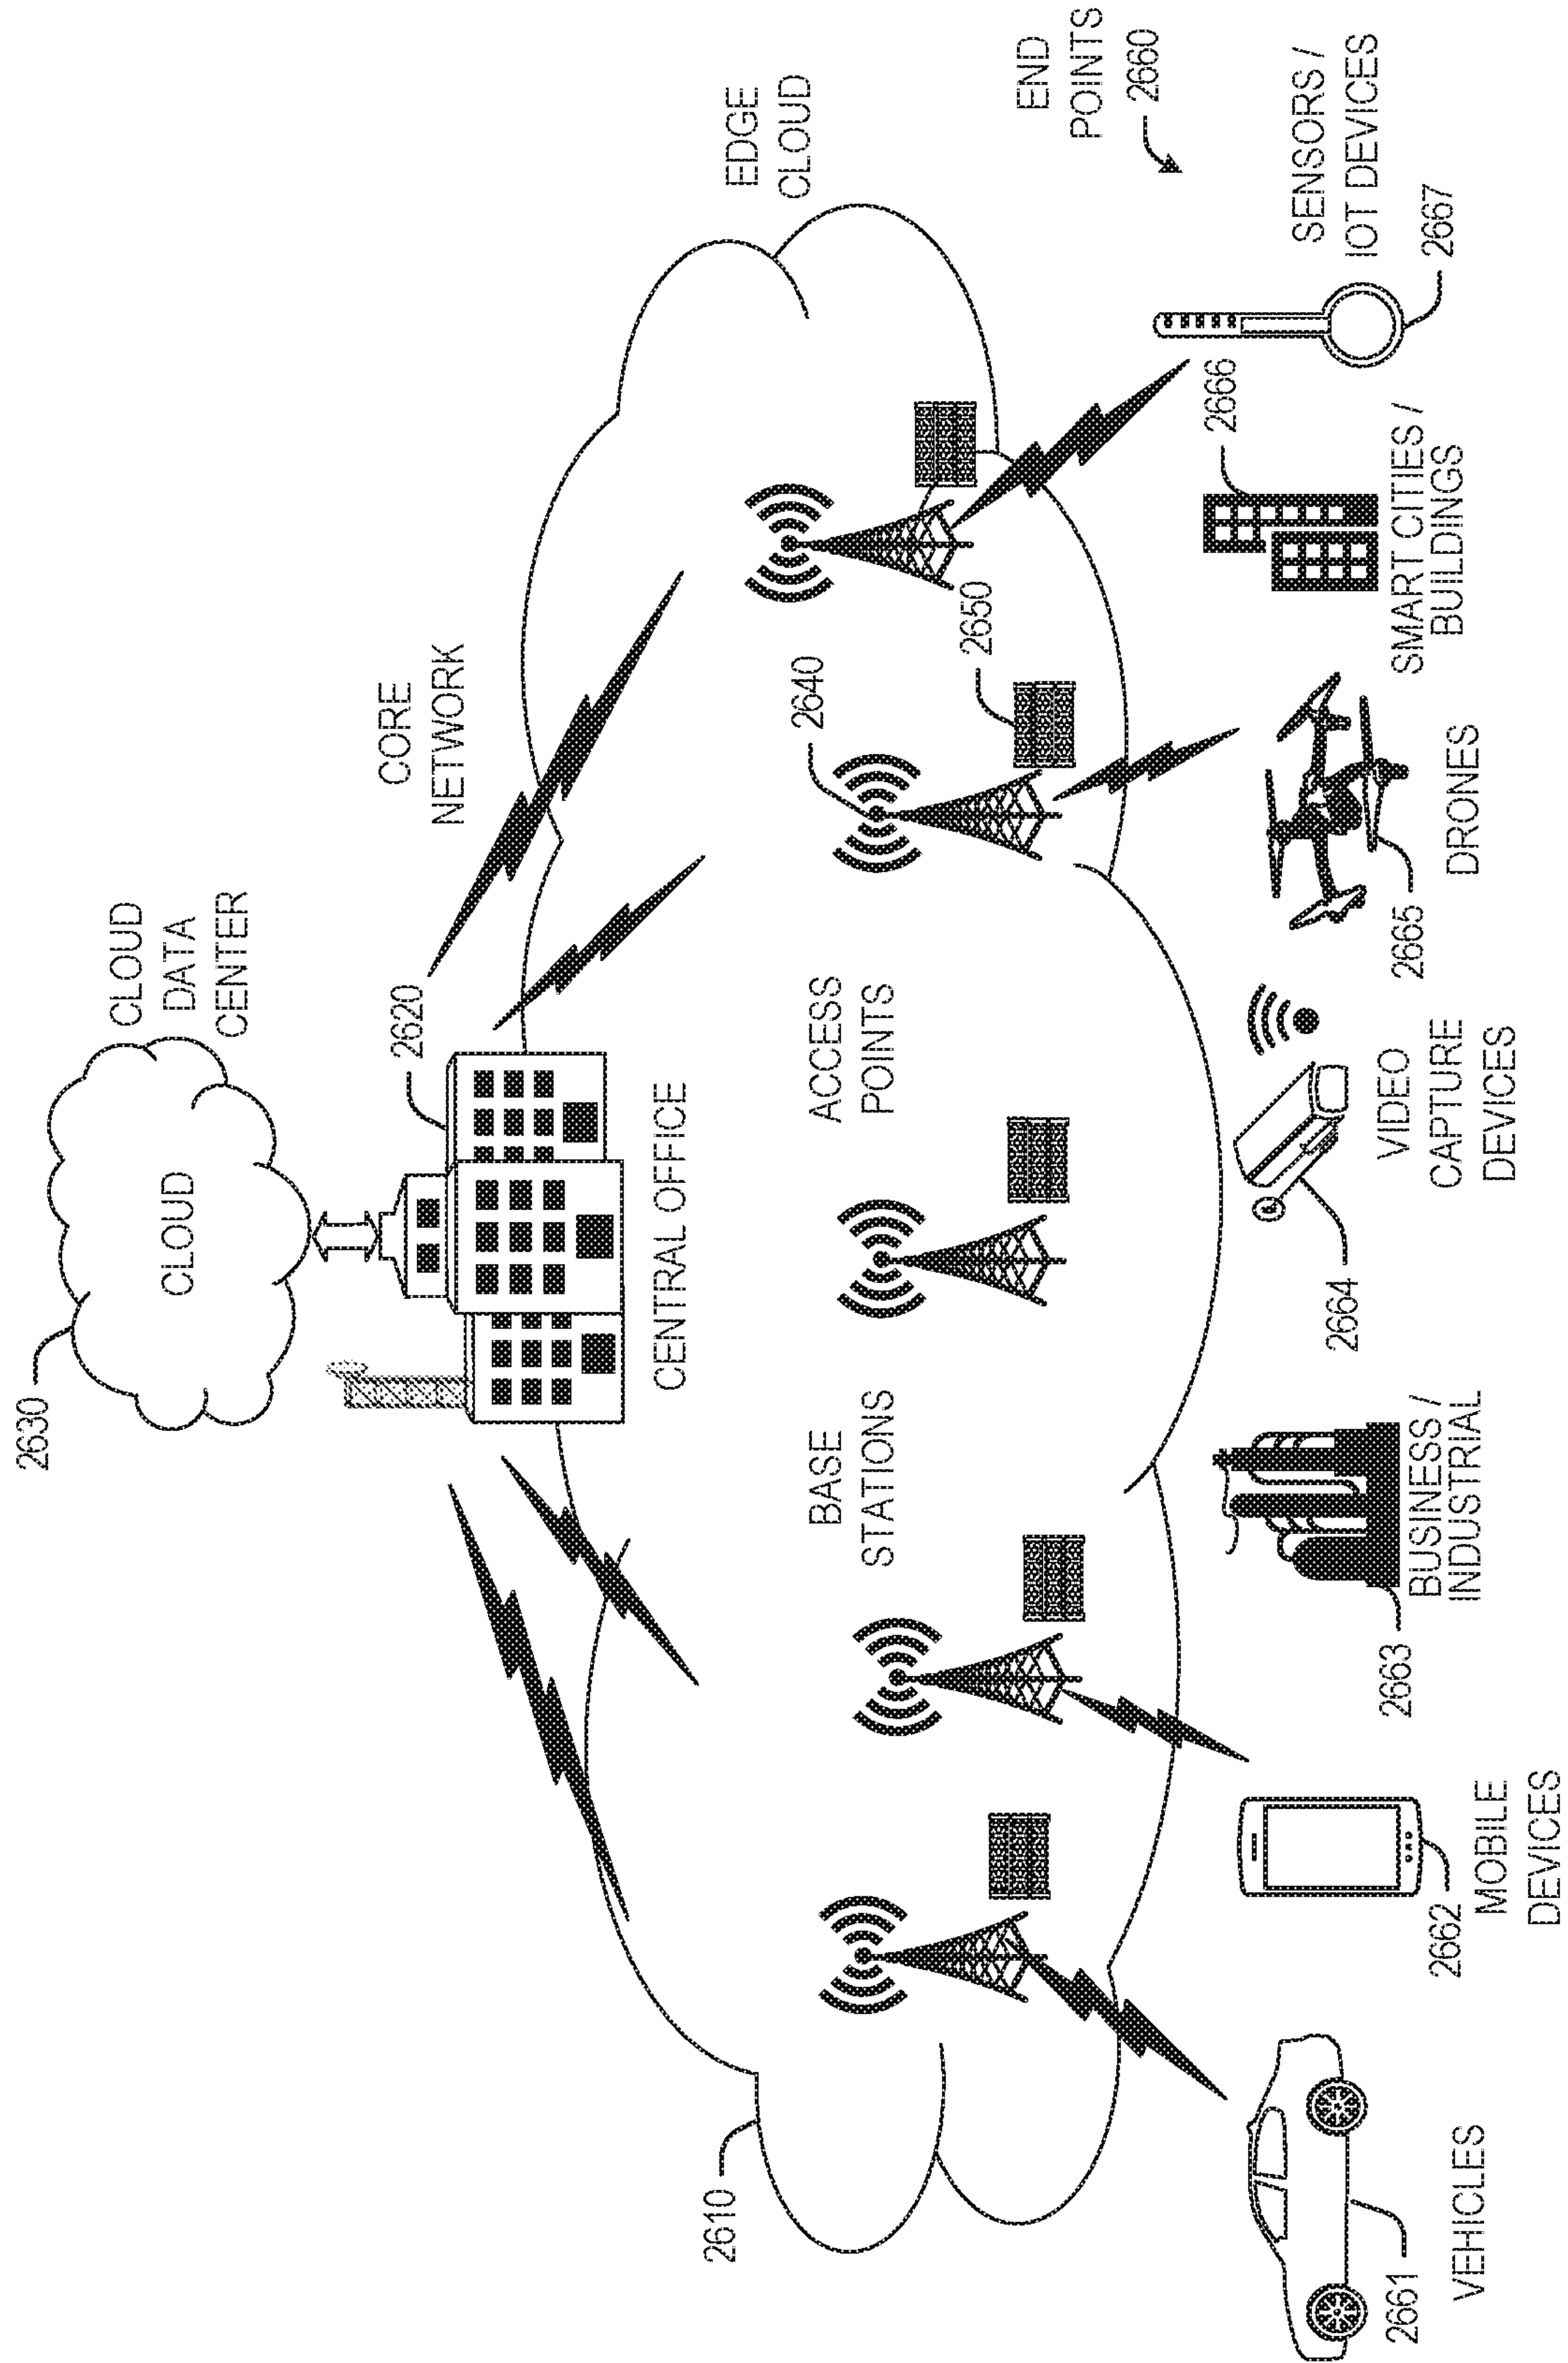 2630
CLOUD
CLOUD
DATA
CENTER
2620
CENTRAL OFFICE
CORE
NETWORK
EDGE
CLOUD
2610
BASE
STATIONS
ACCESS
POINTS
2640
2650
END
POINTS
2660
2661
VEHICLES
2662
MOBILE
DEVICES
2663
BUSINESS /
INDUSTRIAL
2664
VIDEO
CAPTURE
DEVICES
2665
DRONES
2666
SMART CITIES /
BUILDINGS
SENSORS /
IOT DEVICES
2667